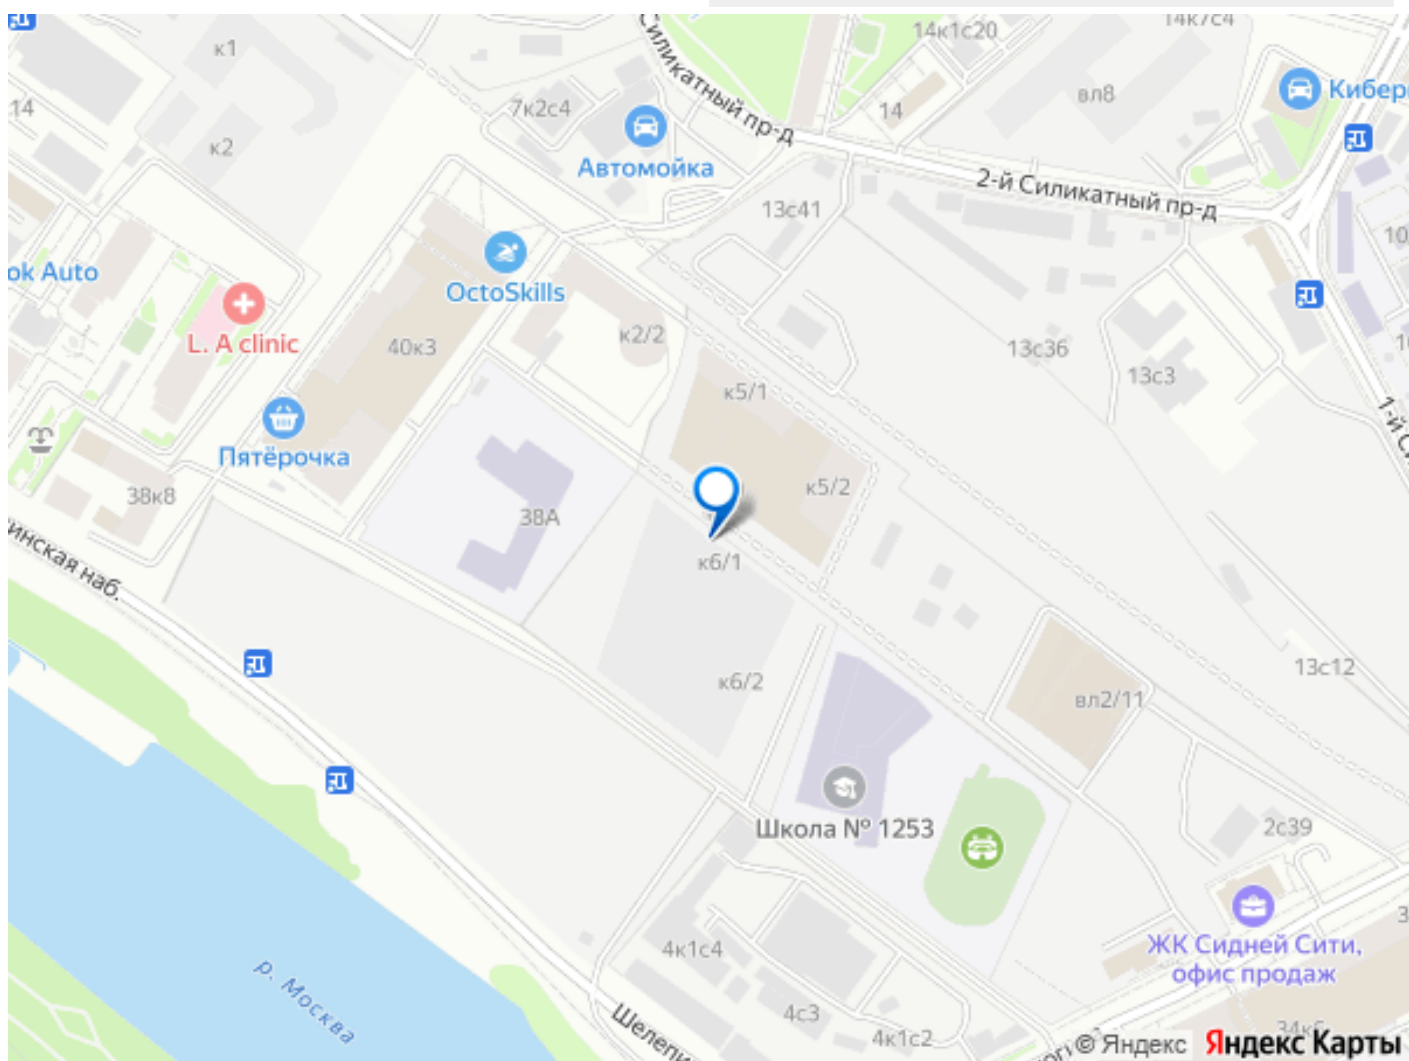 к1
14к1с20
14к7с4
Силикатный пр-д
14
7к2с4
14
вл8
Кибер
к2
Автомойка
2-й Силикатный пр-д
13с41
10
ok Auto
OctoSkills
L. A clinic
40к3
к2/2
13с36
13с3
к5/1
1-й С
Пятёрочка
38к8
38А
к5/2
инская наб.
к6/1
к6/2
13с12
вл2/11
Школа № 1253
2с39
ЖК Сидней Сити,
офис продаж
4к1с4
р. Москва
4с3
Шелепи
4к1с2
34к6
© Яндекс Яндекс Карты